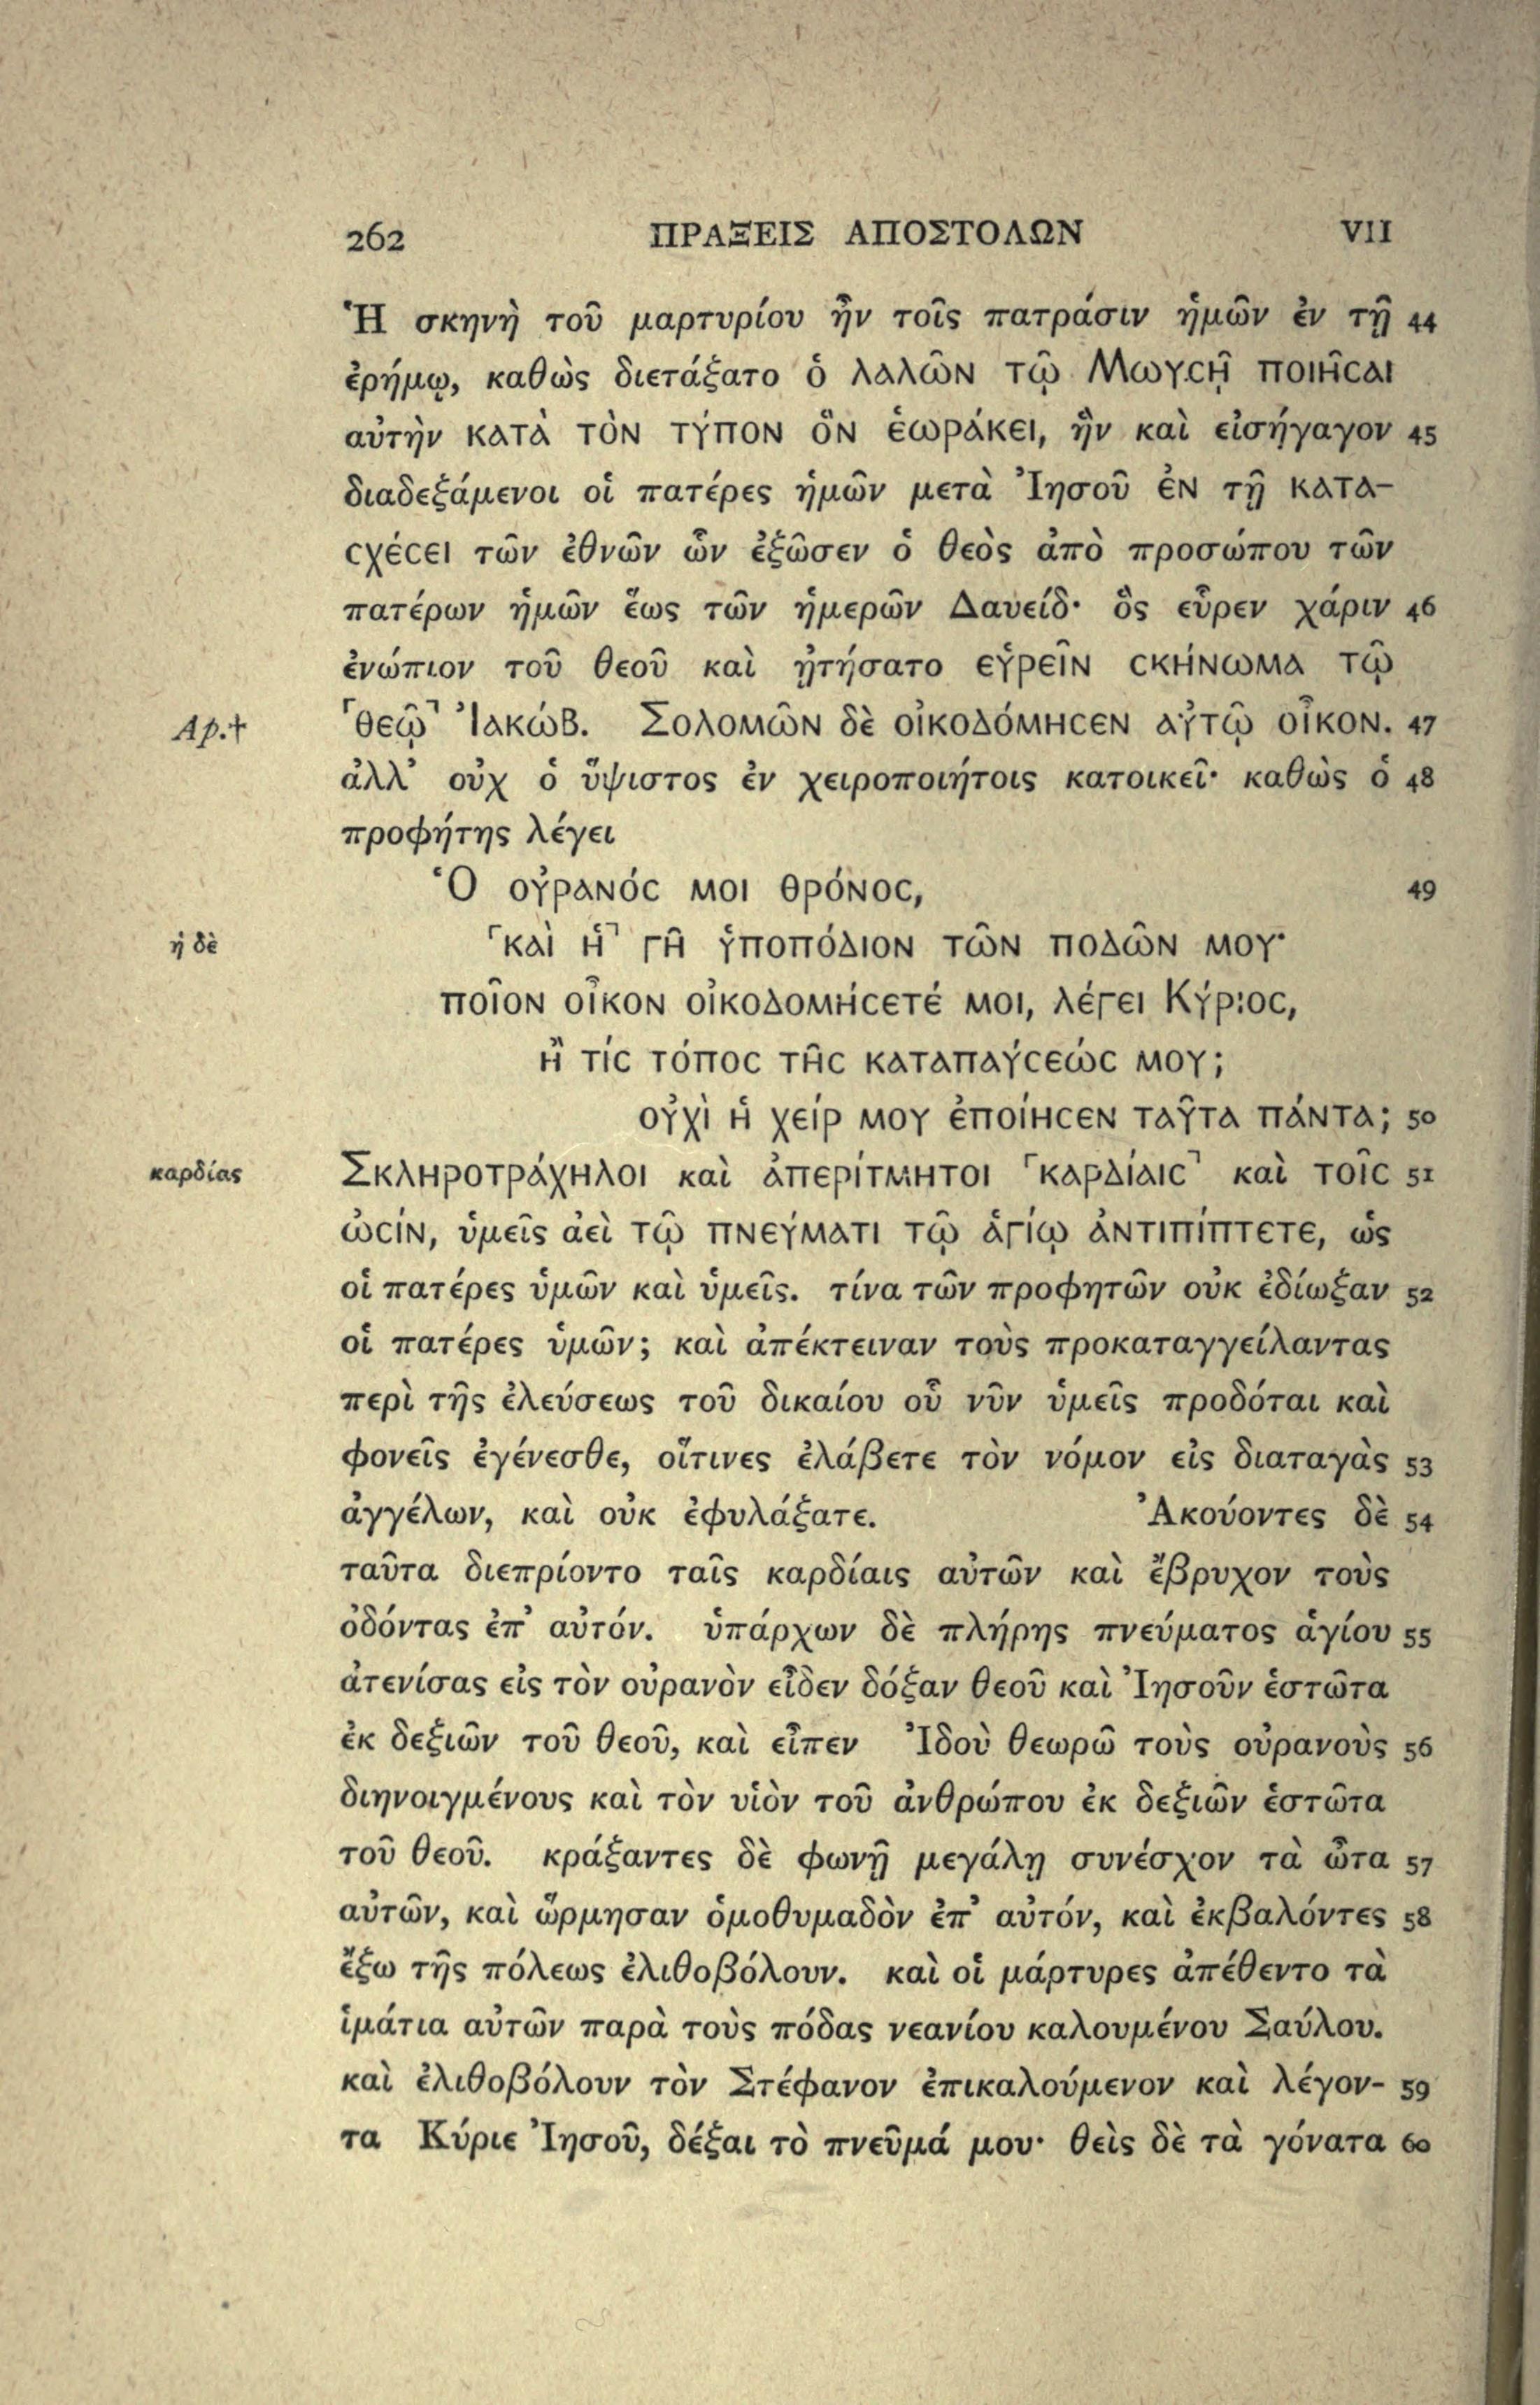 262 ΠΡΑΞΕΙΣ ΑΠΟΣΤΟΛΩΝ VII
Ἡ σκηνὴ τοῦ μαρτυρίου ἦν τοῖς πατράσιν ἡμῶν ἐν τῇ 44
ἐρήμῳ, καθὼς διετάξατο ὁ λαλῶν τῷ Μωυσῇ ποιῆσαι
αὐτὴν κατὰ τὸν τύπον ὃν ἑωράκει, ἣν καὶ εἰσήγαγον 45
διαδεξάμενοι οἱ πατέρες ἡμῶν μετὰ Ἰησοῦ ἐν τῇ κατα-
σχέσει τῶν ἐθνῶν ὧν ἐξῶσεν ὁ θεὸς ἀπὸ προσώπου τῶν
πατέρων ἡμῶν ἕως τῶν ἡμερῶν Δαυείδ· ὃς εὗρεν χάριν 46
ἐνώπιον τοῦ θεοῦ καὶ ᾐτήσατο εὑρεῖν σκήνωμα τῷ
Ap.† ⌜θεῷ⌝ Ἰακώβ. Σολομῶν δὲ οἰκοδόμησεν αὐτῷ οἶκον. 47
ἀλλ’ οὐχ ὁ ὕψιστος ἐν χειροποιήτοις κατοικεῖ· καθὼς ὁ 48
προφήτης λέγει
Ὁ οὐρανός μοι θρόνος, 49
ἡ δὲ ⌜καὶ ἡ⌝ γῆ ὑποπόδιον τῶν ποδῶν μου·
ποῖον οἶκον οἰκοδομήσετέ μοι, λέγει Κύριος,
ἢ τίς τόπος τῆς καταπαύσεώς μου;
οὐχὶ ἡ χείρ μου ἐποίησεν ταῦτα πάντα; 50
καρδίας Σκληροτράχηλοι καὶ ἀπερίτμητοι ⌜καρδίαις⌝ καὶ τοῖς 51
ὠσίν, ὑμεῖς ἀεὶ τῷ πνεύματι τῷ ἁγίῳ ἀντιπίπτετε, ὡς
οἱ πατέρες ὑμῶν καὶ ὑμεῖς. τίνα τῶν προφητῶν οὐκ ἐδίωξαν 52
οἱ πατέρες ὑμῶν; καὶ ἀπέκτειναν τοὺς προκαταγγείλαντας
περὶ τῆς ἐλεύσεως τοῦ δικαίου οὗ νῦν ὑμεῖς προδόται καὶ
φονεῖς ἐγένεσθε, οἵτινες ἐλάβετε τὸν νόμον εἰς διαταγὰς 53
ἀγγέλων, καὶ οὐκ ἐφυλάξατε. Ἀκούοντες δὲ 54
ταῦτα διεπρίοντο ταῖς καρδίαις αὐτῶν καὶ ἔβρυχον τοὺς
ὀδόντας ἐπ’ αὐτόν. ὑπάρχων δὲ πλήρης πνεύματος ἁγίου 55
ἀτενίσας εἰς τὸν οὐρανὸν εἶδεν δόξαν θεοῦ καὶ Ἰησοῦν ἑστῶτα
ἐκ δεξιῶν τοῦ θεοῦ, καὶ εἶπεν Ἰδοὺ θεωρῶ τοὺς οὐρανοὺς 56
διηνοιγμένους καὶ τὸν υἱὸν τοῦ ἀνθρώπου ἐκ δεξιῶν ἑστῶτα
τοῦ θεοῦ. κράξαντες δὲ φωνῇ μεγάλῃ συνέσχον τὰ ὦτα 57
αὐτῶν, καὶ ὥρμησαν ὁμοθυμαδὸν ἐπ’ αὐτόν, καὶ ἐκβαλόντες 58
ἔξω τῆς πόλεως ἐλιθοβόλουν. καὶ οἱ μάρτυρες ἀπέθεντο τὰ
ἱμάτια αὐτῶν παρὰ τοὺς πόδας νεανίου καλουμένου Σαύλου.
καὶ ἐλιθοβόλουν τὸν Στέφανον ἐπικαλούμενον καὶ λέγον- 59
τα Κύριε Ἰησοῦ, δέξαι τὸ πνεῦμά μου· θεὶς δὲ τὰ γόνατα 60